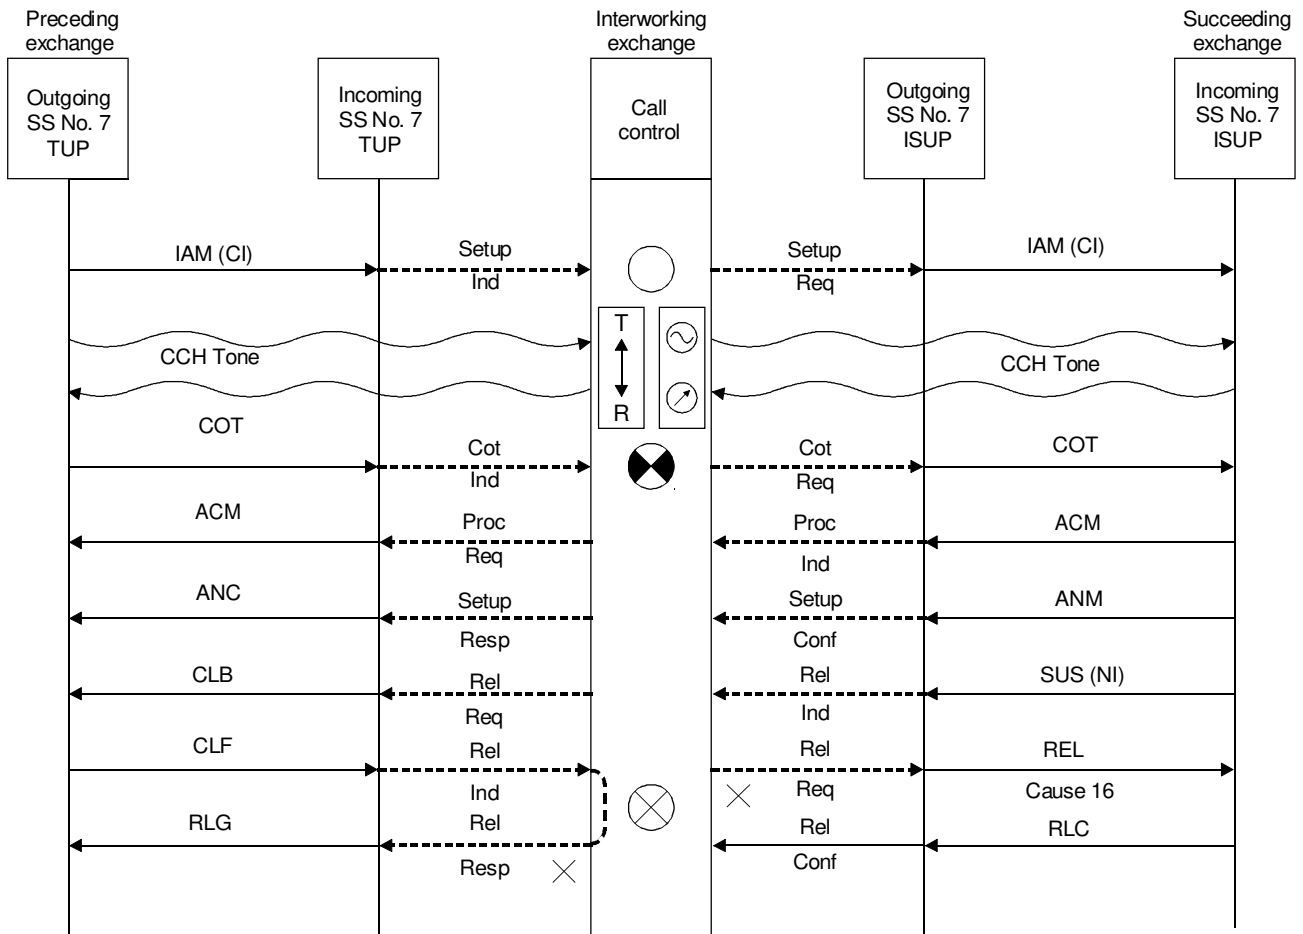 Preceding
exchange
Interworking
exchange
Succeeding
exchange
Outgoing
SS No. 7
TUP
Incoming
SS No. 7
TUP
Call
control
Outgoing
SS No. 7
ISUP
Incoming
SS No. 7
ISUP
IAM (CI)
Setup
Ind
Setup
Req
IAM (CI)
CCH Tone
T
R
CCH Tone
COT
Cot
Ind
Cot
Req
COT
ACM
Proc
Req
Proc
Ind
ACM
ANC
Setup
Resp
Setup
Conf
ANM
CLB
Rel
Req
Rel
Ind
SUS (NI)
CLF
Rel
Ind
Rel
Req
REL
Cause 16
RLG
Rel
Resp
Rel
Conf
RLC